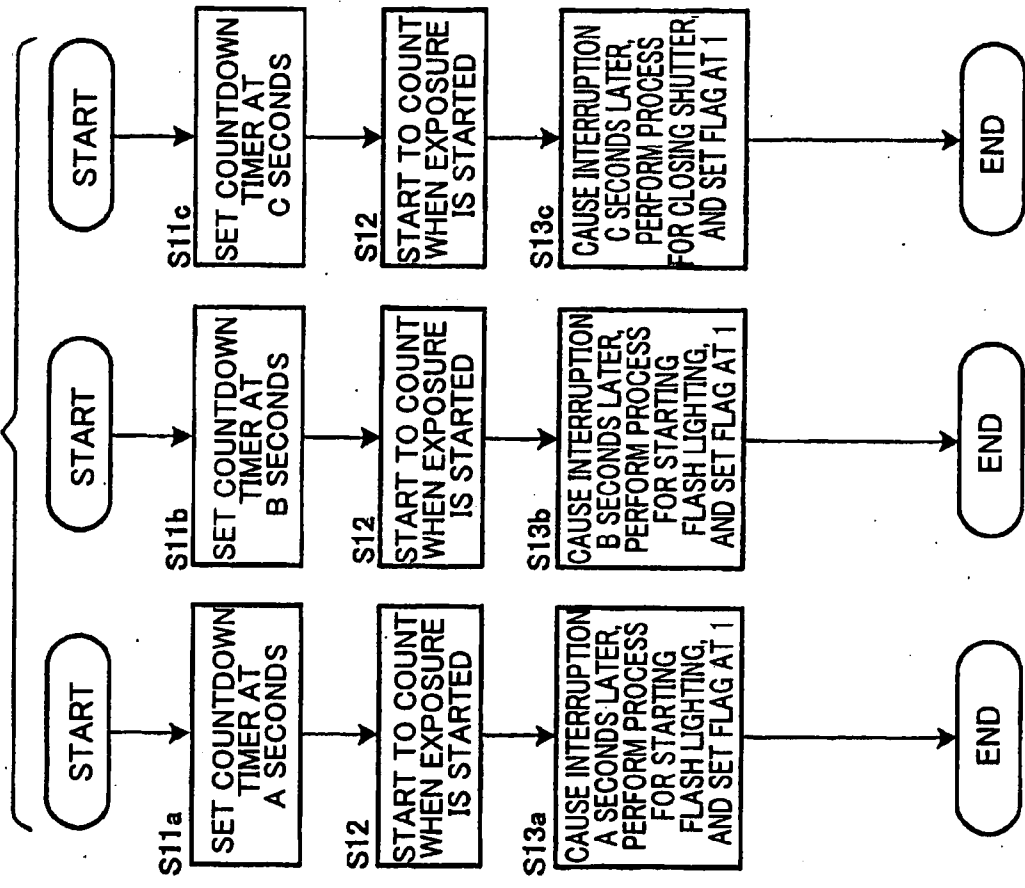 START
S11a
SET COUNTDOWN
TIMER AT
A SECONDS
S12
START TO COUNT
WHEN EXPOSURE
IS STARTED
S13a
CAUSE INTERRUPTION
A SECONDS LATER,
PERFORM PROCESS
FOR STARTING
FLASH LIGHTING,
AND SET FLAG AT 1
END
START
S11b
SET COUNTDOWN
TIMER AT
B SECONDS
S12
START TO COUNT
WHEN EXPOSURE
IS STARTED
S13b
CAUSE INTERRUPTION
B SECONDS LATER,
PERFORM PROCESS
FOR STARTING
FLASH LIGHTING,
AND SET FLAG AT 1
END
START
S11c
SET COUNTDOWN
TIMER AT
C SECONDS
S12
START TO COUNT
WHEN EXPOSURE
IS STARTED
S13c
CAUSE INTERRUPTION
C SECONDS LATER,
PERFORM PROCESS
FOR CLOSING SHUTTER,
AND SET FLAG AT 1
END